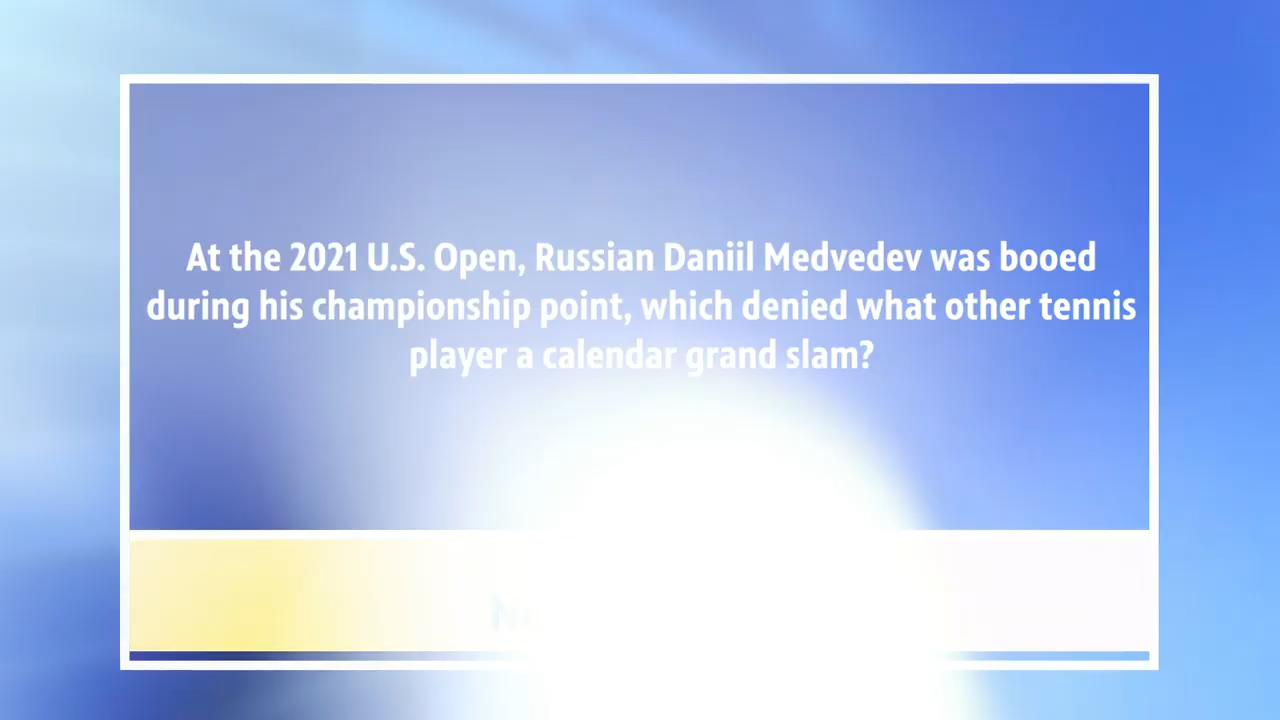 At the 2021 U.S. Open, Russian Daniil Medvedev was booed
during his championship point, which denied what other tennis
player a calendar grand slam?